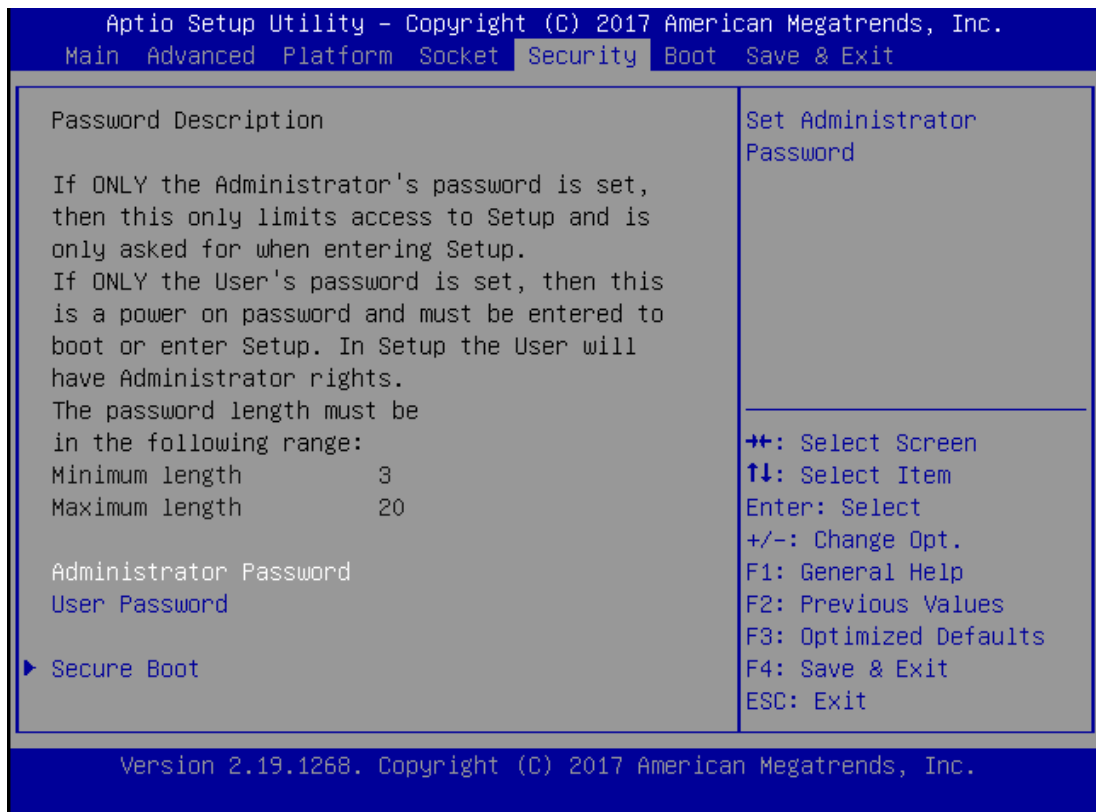 Aptio Setup Utility – Copyright (C) 2017 American Megatrends, Inc.
Main Advanced Platform Socket Security Boot Save & Exit
Password Description
If ONLY the Administrator's password is set,
then this only limits access to Setup and is
only asked for when entering Setup.
If ONLY the User's password is set, then this
is a power on password and must be entered to
boot or enter Setup. In Setup the User will
have Administrator rights.
The password length must be
in the following range:
Minimum length 3
Maximum length 20
Administrator Password
User Password
Secure Boot
Set Administrator
Password
→←: Select Screen
↑↓: Select Item
Enter: Select
+/-: Change Opt.
F1: General Help
F2: Previous Values
F3: Optimized Defaults
F4: Save & Exit
ESC: Exit
Version 2.19.1268. Copyright (C) 2017 American Megatrends, Inc.